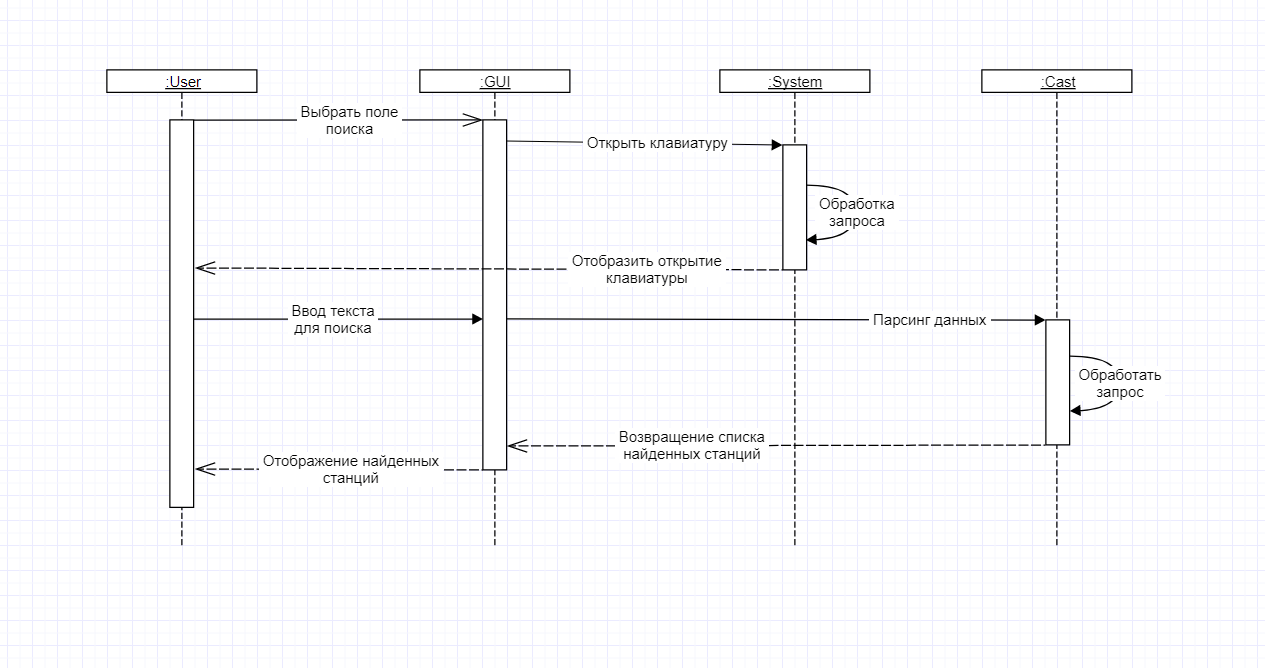 :User
:GUI
:System
:Cast
Выбрать поле
поиска
Открыть клавиатуру
Обработка
запроса
Отобразить открытие
клавиатуры
Ввод текста
для поиска
Парсинг данных
Обработать
запрос
Возвращение списка
найденных станций
Отображение найденных
станций